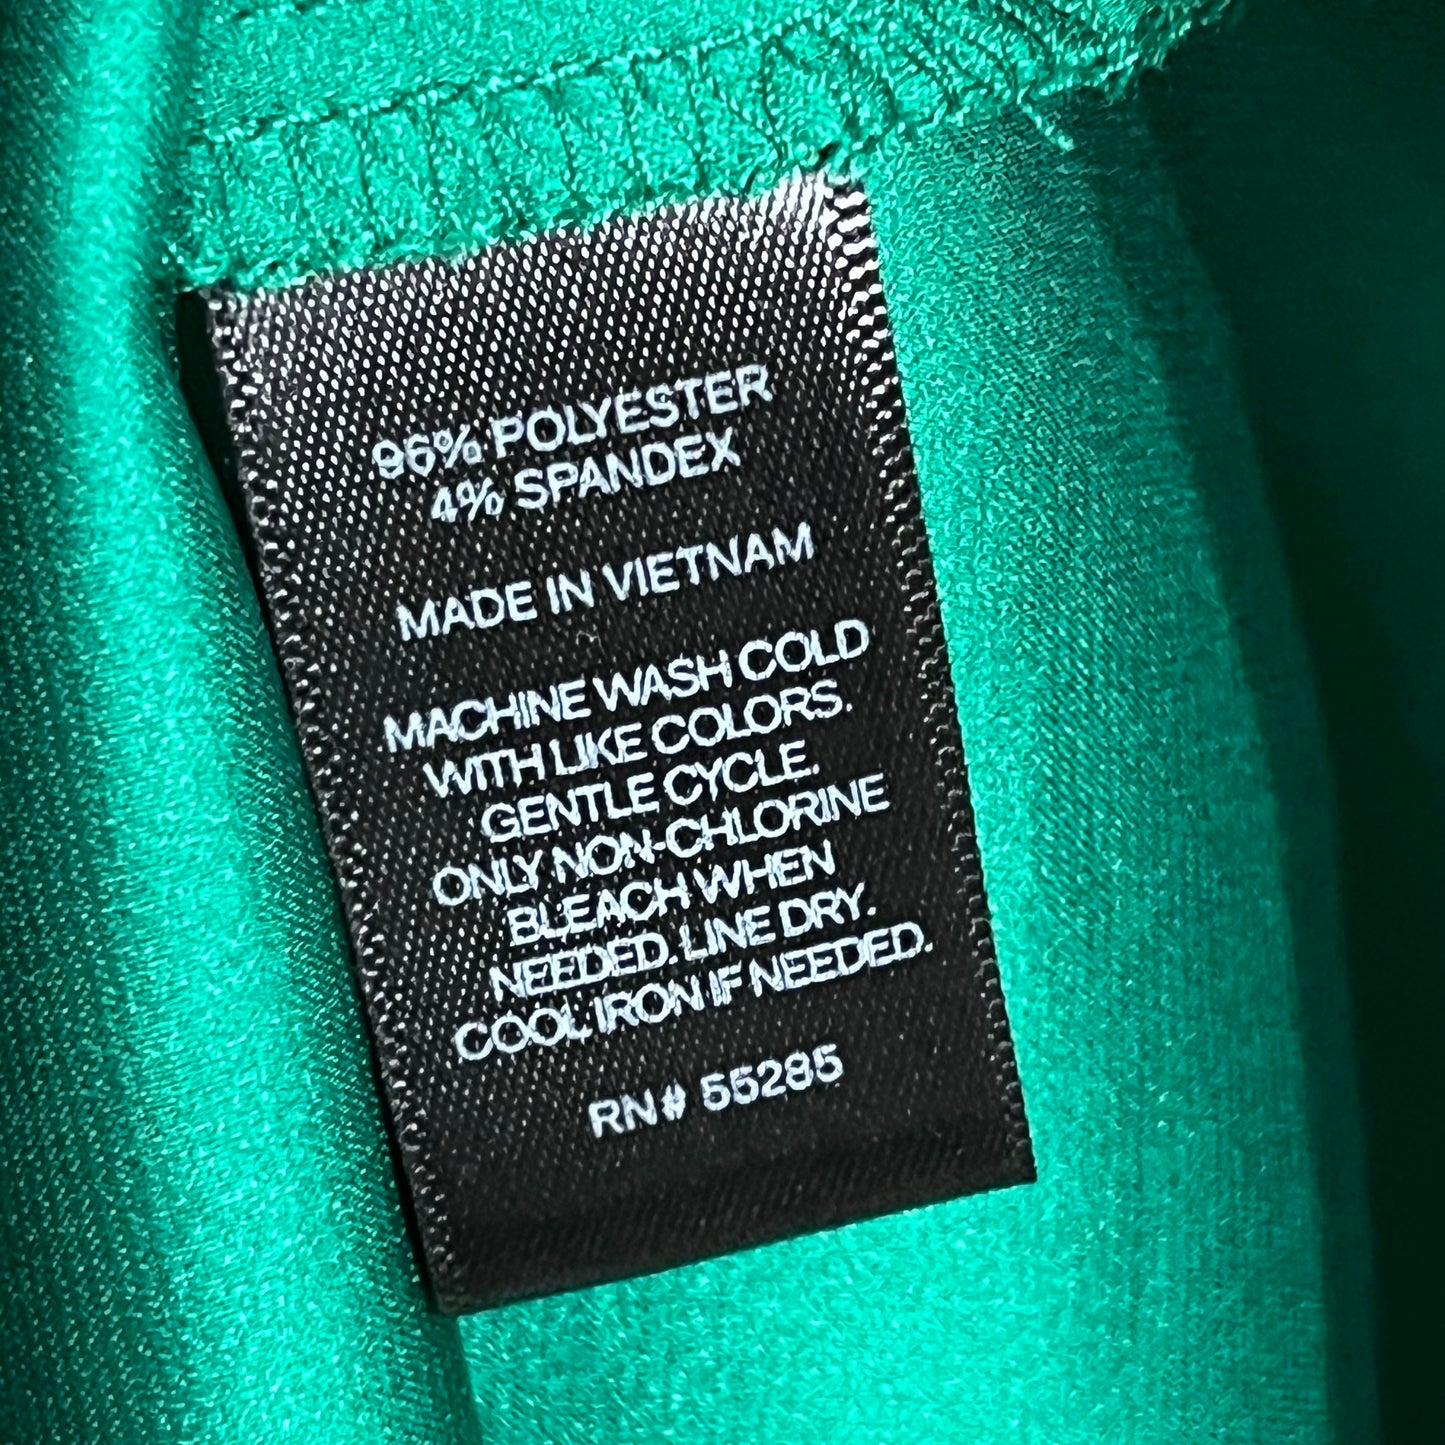 96% POLYESTER
4% SPANDEX
MADE IN VIETNAM
MACHINE WASH COLD
WITH LIKE COLORS.
GENTLE CYCLE.
ONLY NON-CHLORINE
BLEACH WHEN
NEEDED. LINE DRY.
COOL IRON IF NEEDED.
RN# 55285